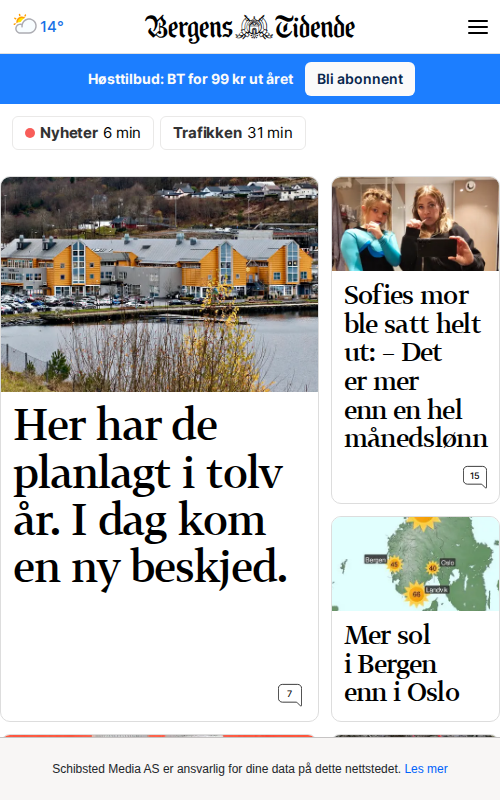 14°
Bergens Tidende
Høsttilbud: BT for 99 kr ut året
Bli abonnent
Nyheter 6 min
Trafikken 31 min
Her har de
planlagt i tolv
år. I dag kom
en ny beskjed.
7
Sofies mor
ble satt helt
ut: – Det
er mer
enn en hel
månedslønn
15
Bergen
45
Oslo
40
Landvik
66
Mer sol
i Bergen
enn i Oslo
Schibsted Media AS er ansvarlig for dine data på dette nettstedet. Les mer